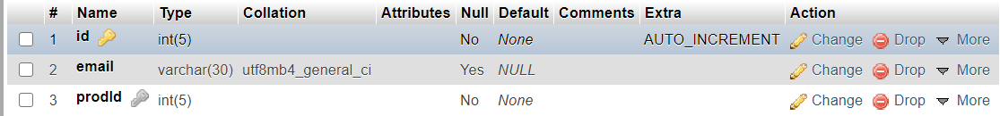 # Name Type Collation Attributes Null Default Comments Extra Action
1 id int(5) No None AUTO_INCREMENT Change Drop More
2 email varchar(30) utf8mb4_general_ci Yes NULL Change Drop More
3 prodId int(5) No None Change Drop More